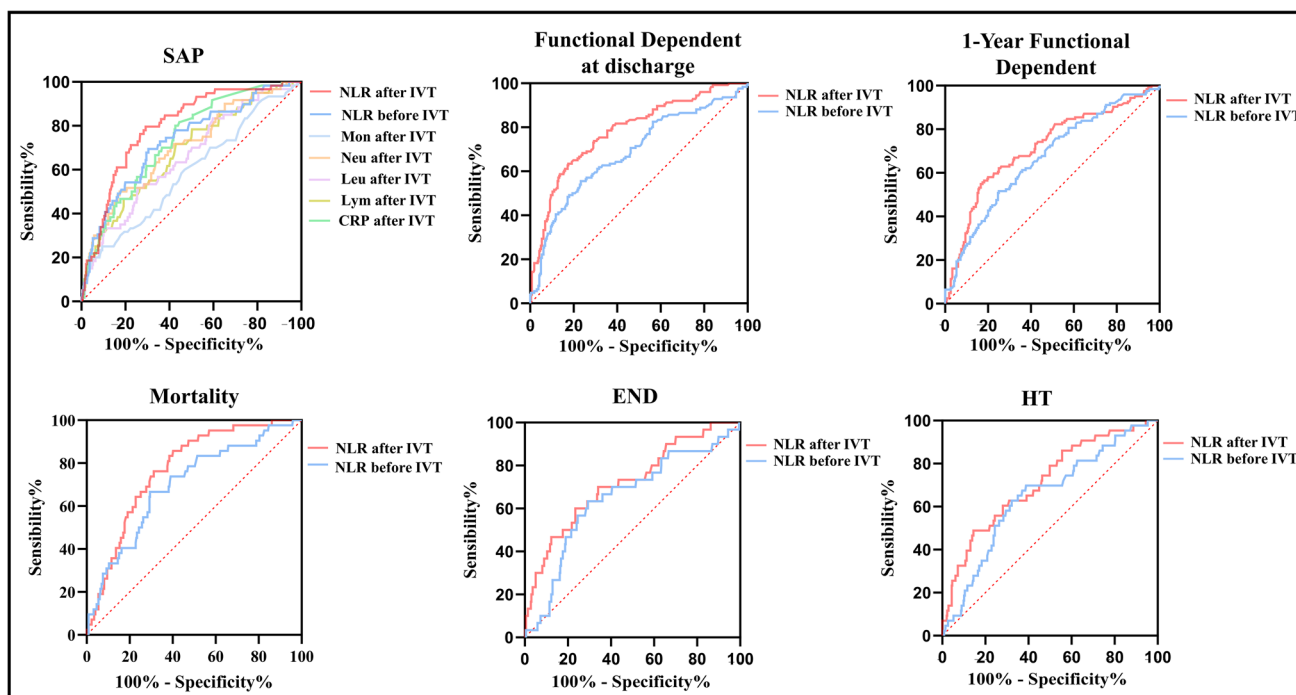 SAP
Sensibility%
100
80
60
40
20
0
-0
-20
-40
-60
-80
-100
100% - Specificity%
NLR after IVT
NLR before IVT
Mon after IVT
Neu after IVT
Leu after IVT
Lym after IVT
CRP after IVT
Functional Dependent
at discharge
Sensibility%
100
80
60
40
20
0
0
20
40
60
80
100
100% - Specificity%
NLR after IVT
NLR before IVT
1-Year Functional
Dependent
Sensibility%
100
80
60
40
20
0
0
20
40
60
80
100
100% - Specificity%
NLR after IVT
NLR before IVT
Mortality
Sensibility%
100
80
60
40
20
0
0
20
40
60
80
100
100% - Specificity%
NLR after IVT
NLR before IVT
END
Sensibility%
100
80
60
40
20
0
0
20
40
60
80
100
100% - Specificity%
NLR after IVT
NLR before IVT
HT
Sensibility%
100
80
60
40
20
0
0
20
40
60
80
100
100% - Specificity%
NLR after IVT
NLR before IVT